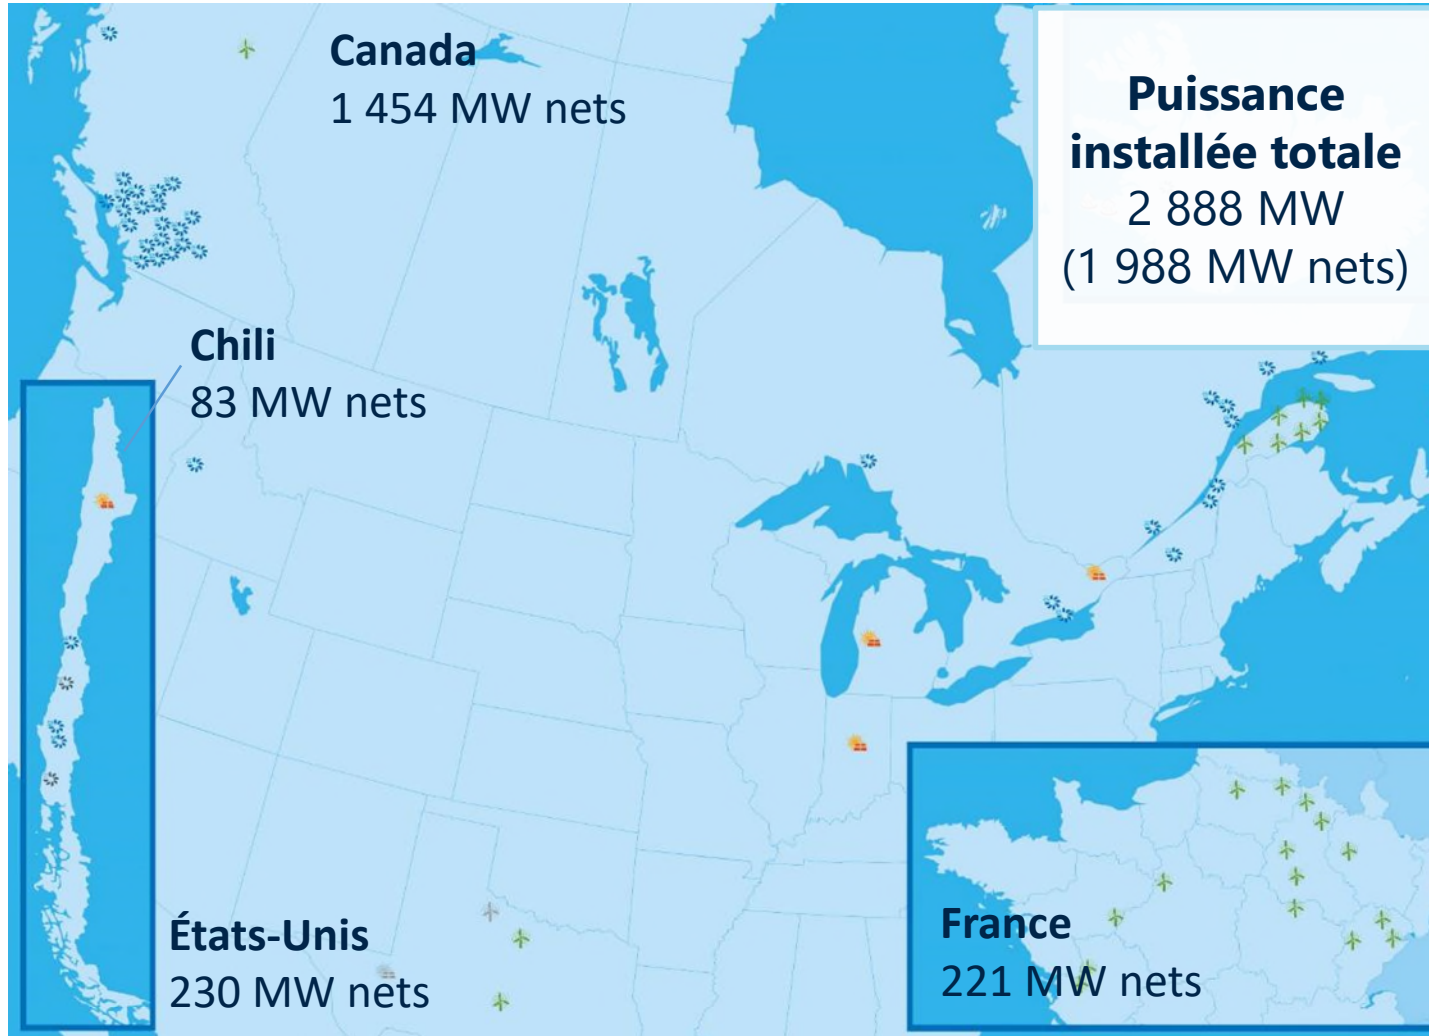 Canada
1 454 MW nets
Puissance
installée totale
2 888 MW
(1 988 MW nets)
Chili
83 MW nets
États-Unis
230 MW nets
France
221 MW nets